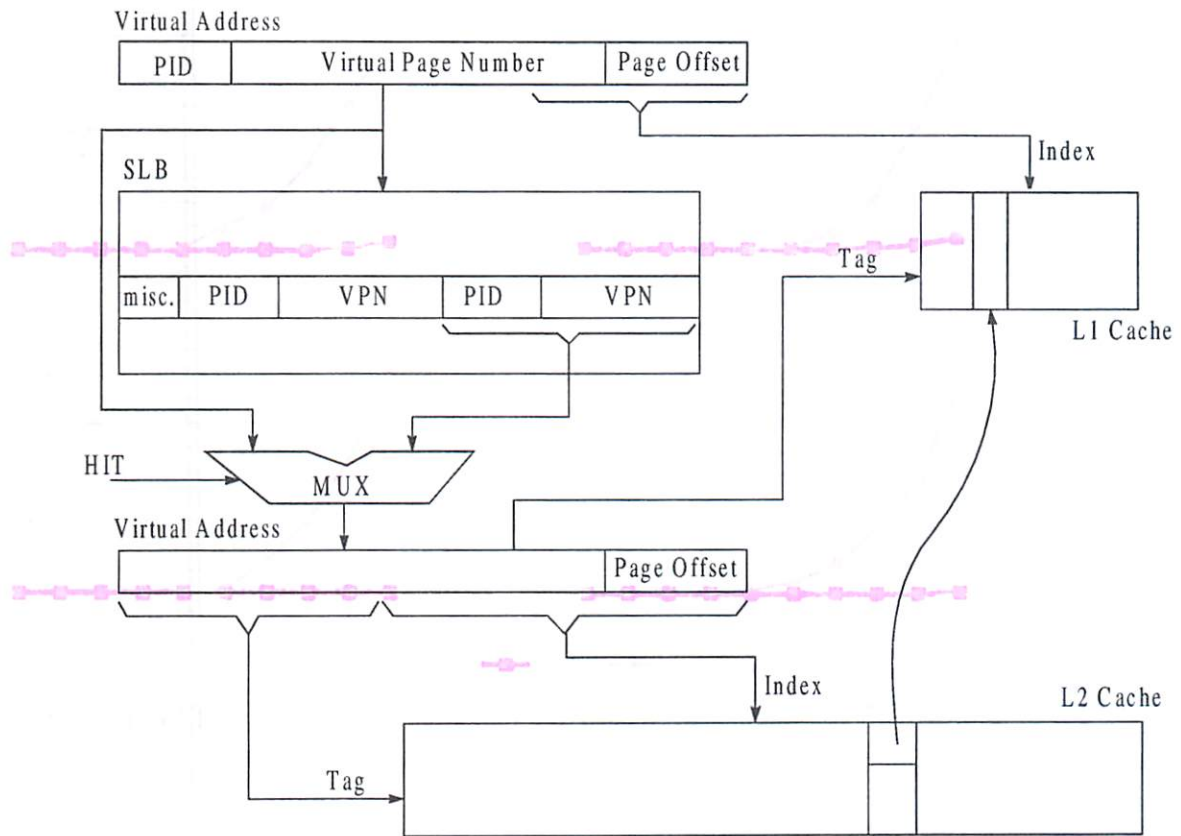 Virtual Address
PID Virtual Page Number Page Offset
Index
SLB
Tag
misc. PID VPN PID VPN
L1 Cache
HIT
MUX
Virtual Address
Page Offset
Index
L2 Cache
Tag